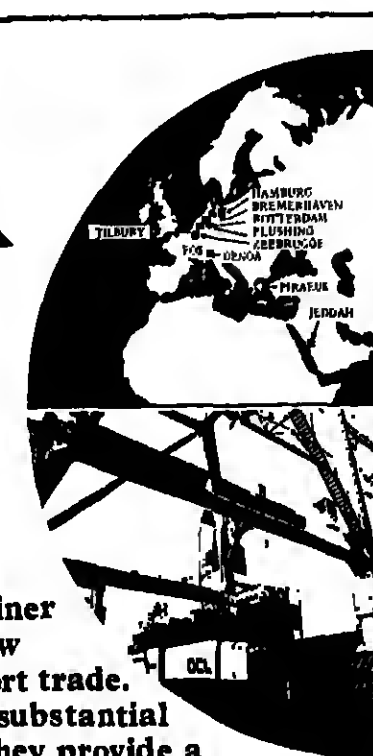 HAMBURG
BREMERHAVEN
ROTTERDAM
FLUSHING
ZEEBRUGGE
TILBURY
FOS
GENOA
PIRAEUS
JEDDAH
OCL
iner
w
rt trade.
substantial
hey provide a